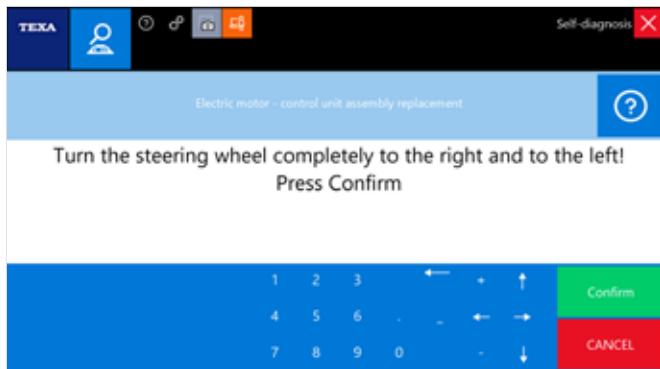 TEXA
Self-diagnosis
Electric motor - control unit assembly replacement
Turn the steering wheel completely to the right and to the left!
Press Confirm
1 2 3 +
Confirm
4 5 6 . _
7 8 9 0 -
CANCEL